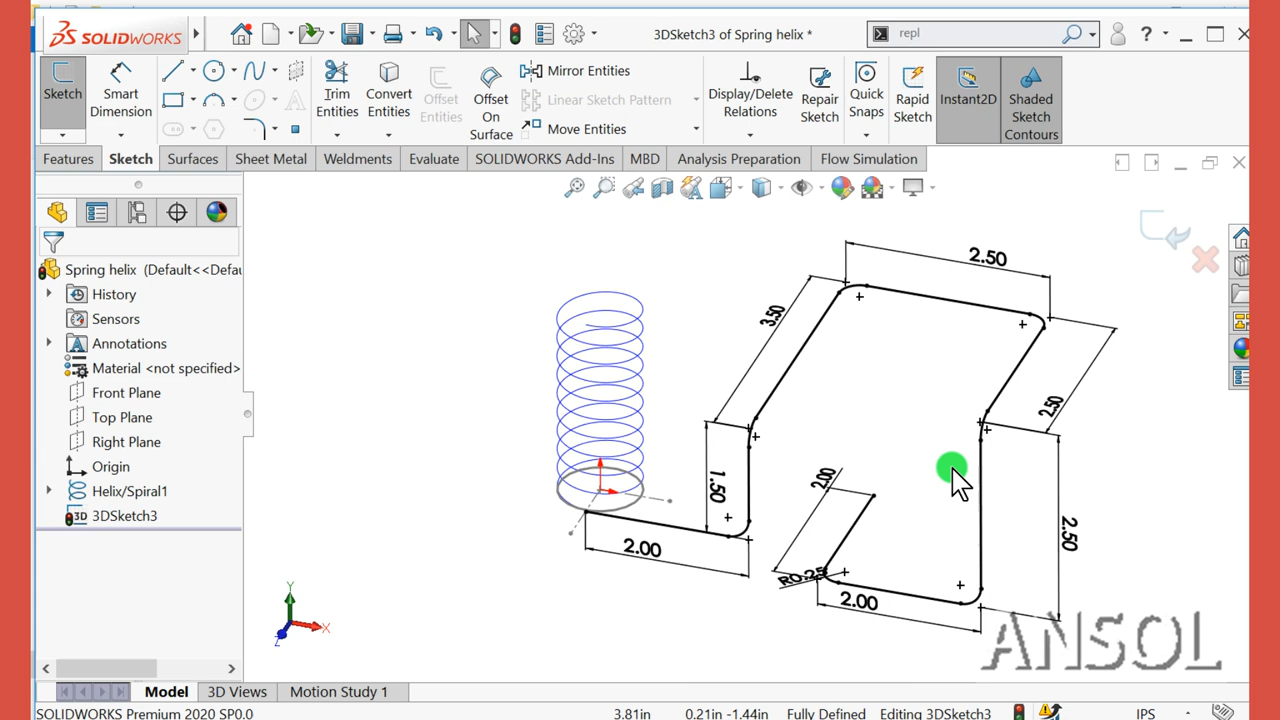 SOLIDWORKS
3DSketch3 of Spring helix *
repl
?
Sketch
Smart
Dimension
Trim
Entities
Convert
Entities
Offset
Entities
Offset
On
Surface
Mirror Entities
Linear Sketch Pattern
Move Entities
Display/Delete
Relations
Repair
Sketch
Quick
Snaps
Rapid
Sketch
Instant2D
Shaded
Sketch
Contours
Features
Sketch
Surfaces
Sheet Metal
Weldments
Evaluate
SOLIDWORKS Add-Ins
MBD
Analysis Preparation
Flow Simulation
Spring helix (Default<<Defau
History
Sensors
Annotations
Material <not specified>
Front Plane
Top Plane
Right Plane
Origin
Helix/Spiral1
3D 3DSketch3
2.50
3.50
2.50
1.50
2.00
2.50
2.00
R0.25
2.00
Y
X
Z
ANSOL
Model
3D Views
Motion Study 1
SOLIDWORKS Premium 2020 SP0.0
3.81in
0.21in -1.44in
Fully Defined
Editing 3DSketch3
IPS